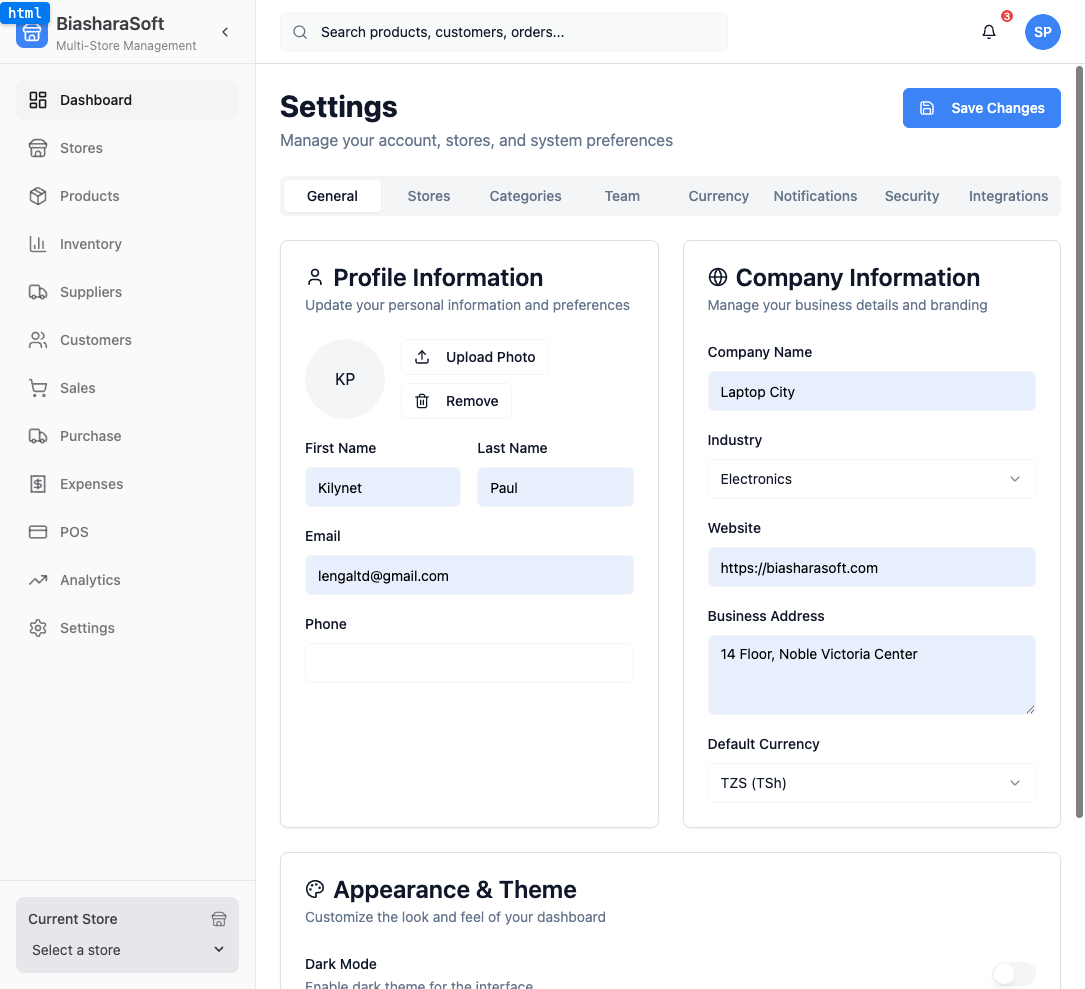 html
BiasharaSoft
Multi-Store Management
Search products, customers, orders...
3
SP
Dashboard
Stores
Products
Inventory
Suppliers
Customers
Sales
Purchase
Expenses
POS
Analytics
Settings
Current Store
Select a store
Settings
Save Changes
Manage your account, stores, and system preferences
General Stores Categories Team Currency Notifications Security Integrations
Profile Information
Update your personal information and preferences
KP
Upload Photo
Remove
First Name Last Name
Kilynet Paul
Email
lengaltd@gmail.com
Phone
Company Information
Manage your business details and branding
Company Name
Laptop City
Industry
Electronics
Website
https://biasharasoft.com
Business Address
14 Floor, Noble Victoria Center
Default Currency
TZS (TSh)
Appearance & Theme
Customize the look and feel of your dashboard
Dark Mode
Enable dark theme for the interface